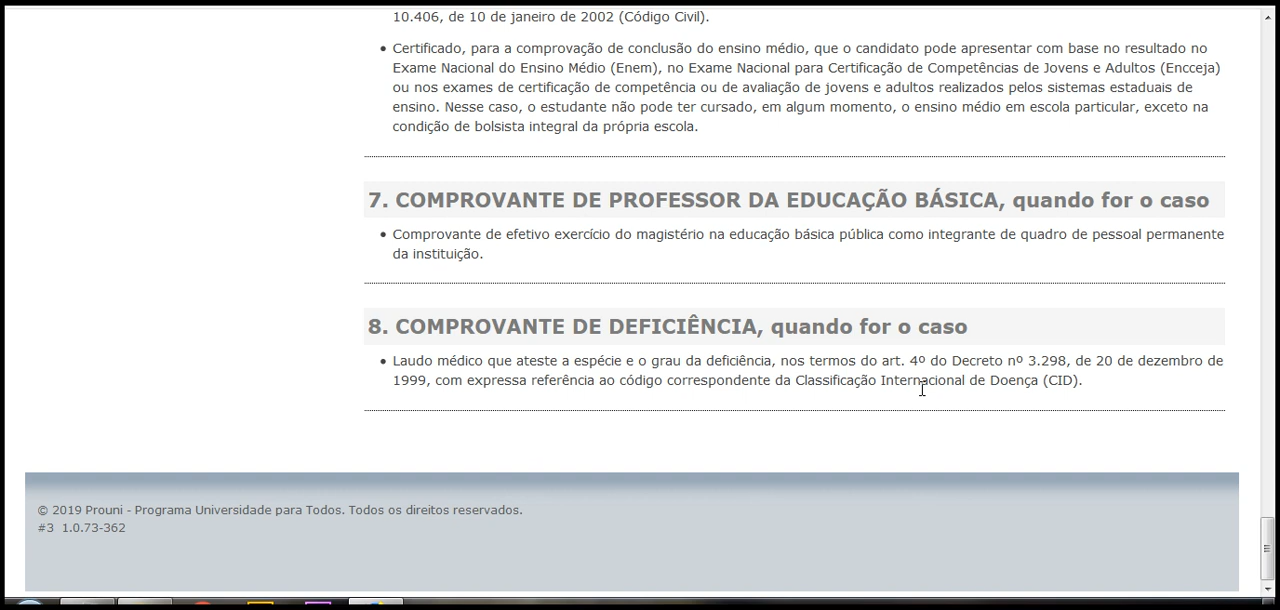 10.406, de 10 de janeiro de 2002 (Código Civil).
• Certificado, para a comprovação de conclusão do ensino médio, que o candidato pode apresentar com base no resultado no
Exame Nacional do Ensino Médio (Enem), no Exame Nacional para Certificação de Competências de Jovens e Adultos (Encceja)
ou nos exames de certificação de competência ou de avaliação de jovens e adultos realizados pelos sistemas estaduais de
ensino. Nesse caso, o estudante não pode ter cursado, em algum momento, o ensino médio em escola particular, exceto na
condição de bolsista integral da própria escola.
7. COMPROVANTE DE PROFESSOR DA EDUCAÇÃO BÁSICA, quando for o caso
• Comprovante de efetivo exercício do magistério na educação básica pública como integrante de quadro de pessoal permanente
da instituição.
8. COMPROVANTE DE DEFICIÊNCIA, quando for o caso
• Laudo médico que ateste a espécie e o grau da deficiência, nos termos do art. 4º do Decreto nº 3.298, de 20 de dezembro de
1999, com expressa referência ao código correspondente da Classificação Internacional de Doença (CID).
© 2019 Prouni - Programa Universidade para Todos. Todos os direitos reservados.
#3 1.0.73-362